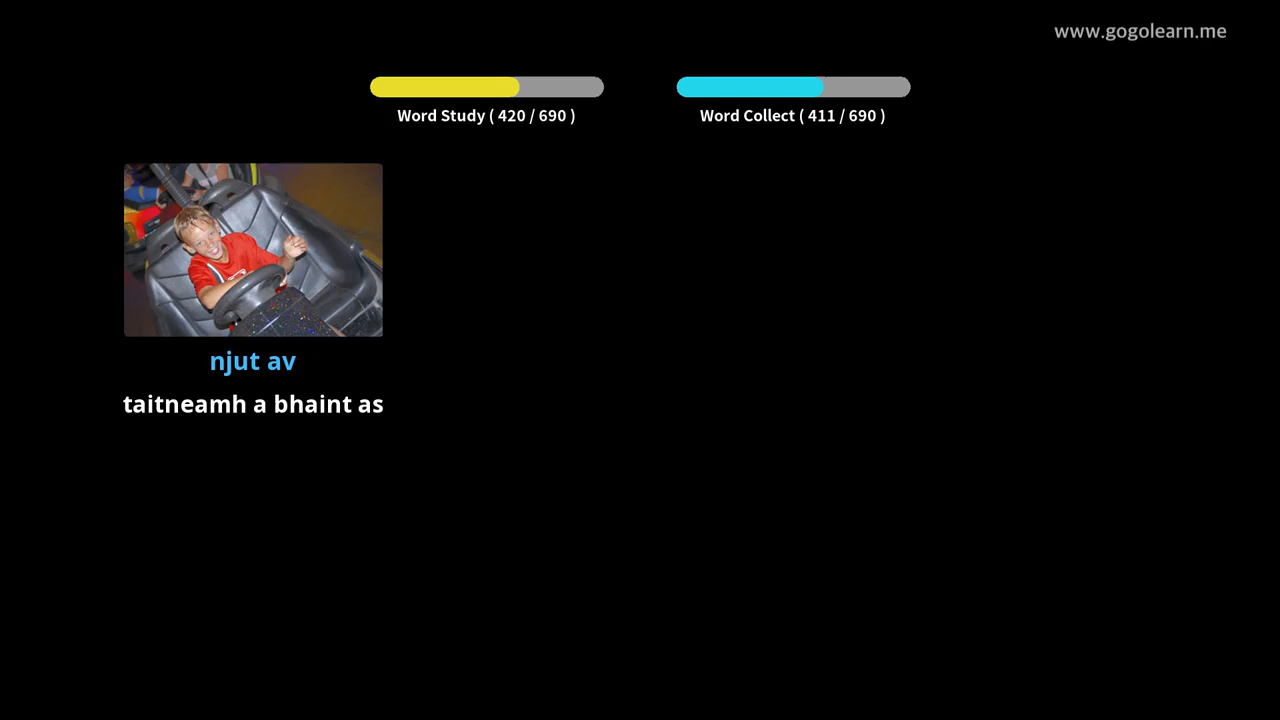 www.gogolearn.me
Word Study ( 420 / 690 )
Word Collect ( 411 / 690 )
njut av
taitneamh a bhaint as